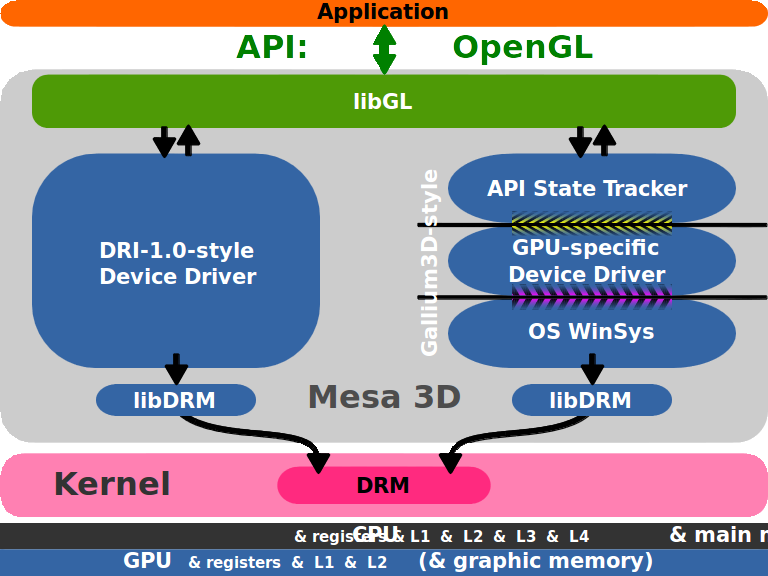 Application
API: OpenGL
libGL
DRI-1.0-style
Device Driver
Gallium3D-style
API State Tracker
GPU-specific
Device Driver
OS WinSys
libDRM
Mesa 3D
libDRM
Kernel
DRM
CPU & registers & L1 & L2 & L3 & L4 & main
GPU & registers & L1 & L2 (& graphic memory)